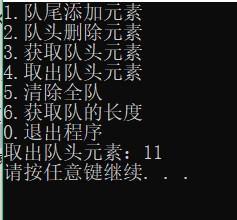 1.队尾添加元素
2.队头删除元素
3.获取队头元素
4.取出队头元素
5.清除全队
6.获取队的长度
0.退出程序
取出队头元素：11
请按任意键继续. . .